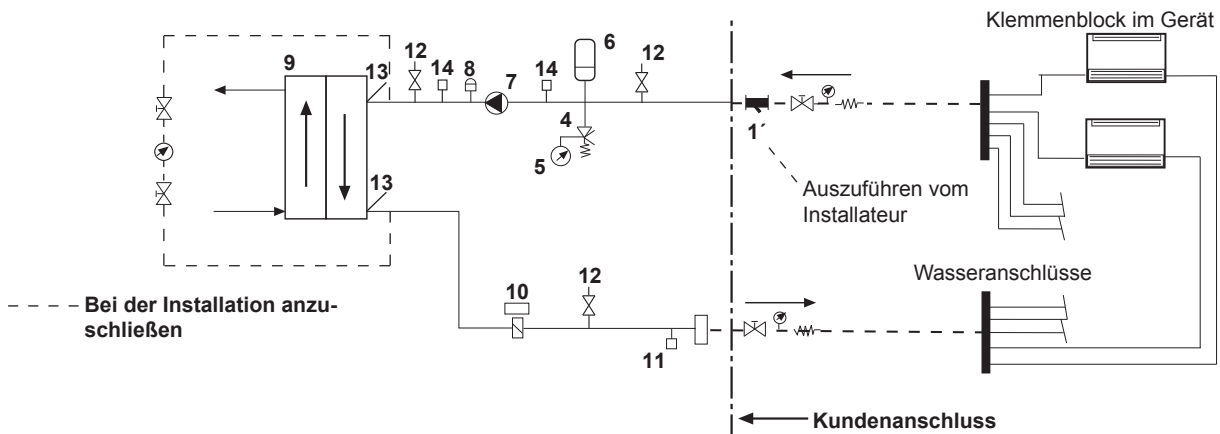 Klemmenblock im Gerät
6
12
14
8
7
14
12
9
13
4
1´
5
13
Auszuführen vom
Installateur
Wasseranschlüsse
12
10
Bei der Installation anzu-
schließen
11
Kundenanschluss